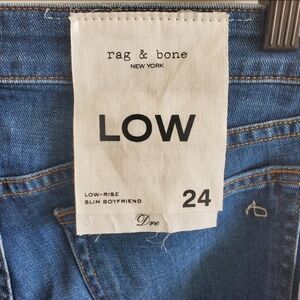 rag & bone
NEW YORK
LOW
LOW-RISE
SLIM BOYFRIEND
24
Dre